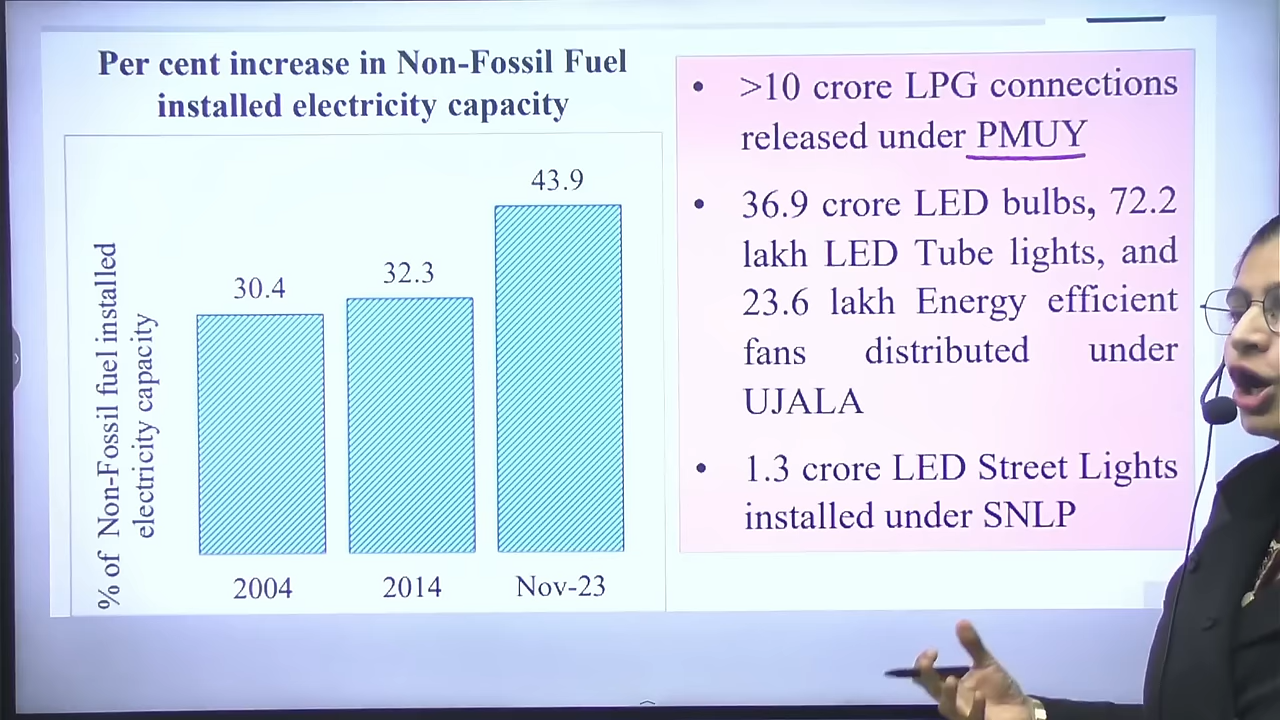 Per cent increase in Non-Fossil Fuel
installed electricity capacity
% of Non-Fossil fuel installed
electricity capacity
30.4
32.3
43.9
2004
2014
Nov-23
• >10 crore LPG connections
released under PMUY
• 36.9 crore LED bulbs, 72.2
lakh LED Tube lights, and
23.6 lakh Energy efficient
fans distributed under
UJALA
• 1.3 crore LED Street Lights
installed under SNLP